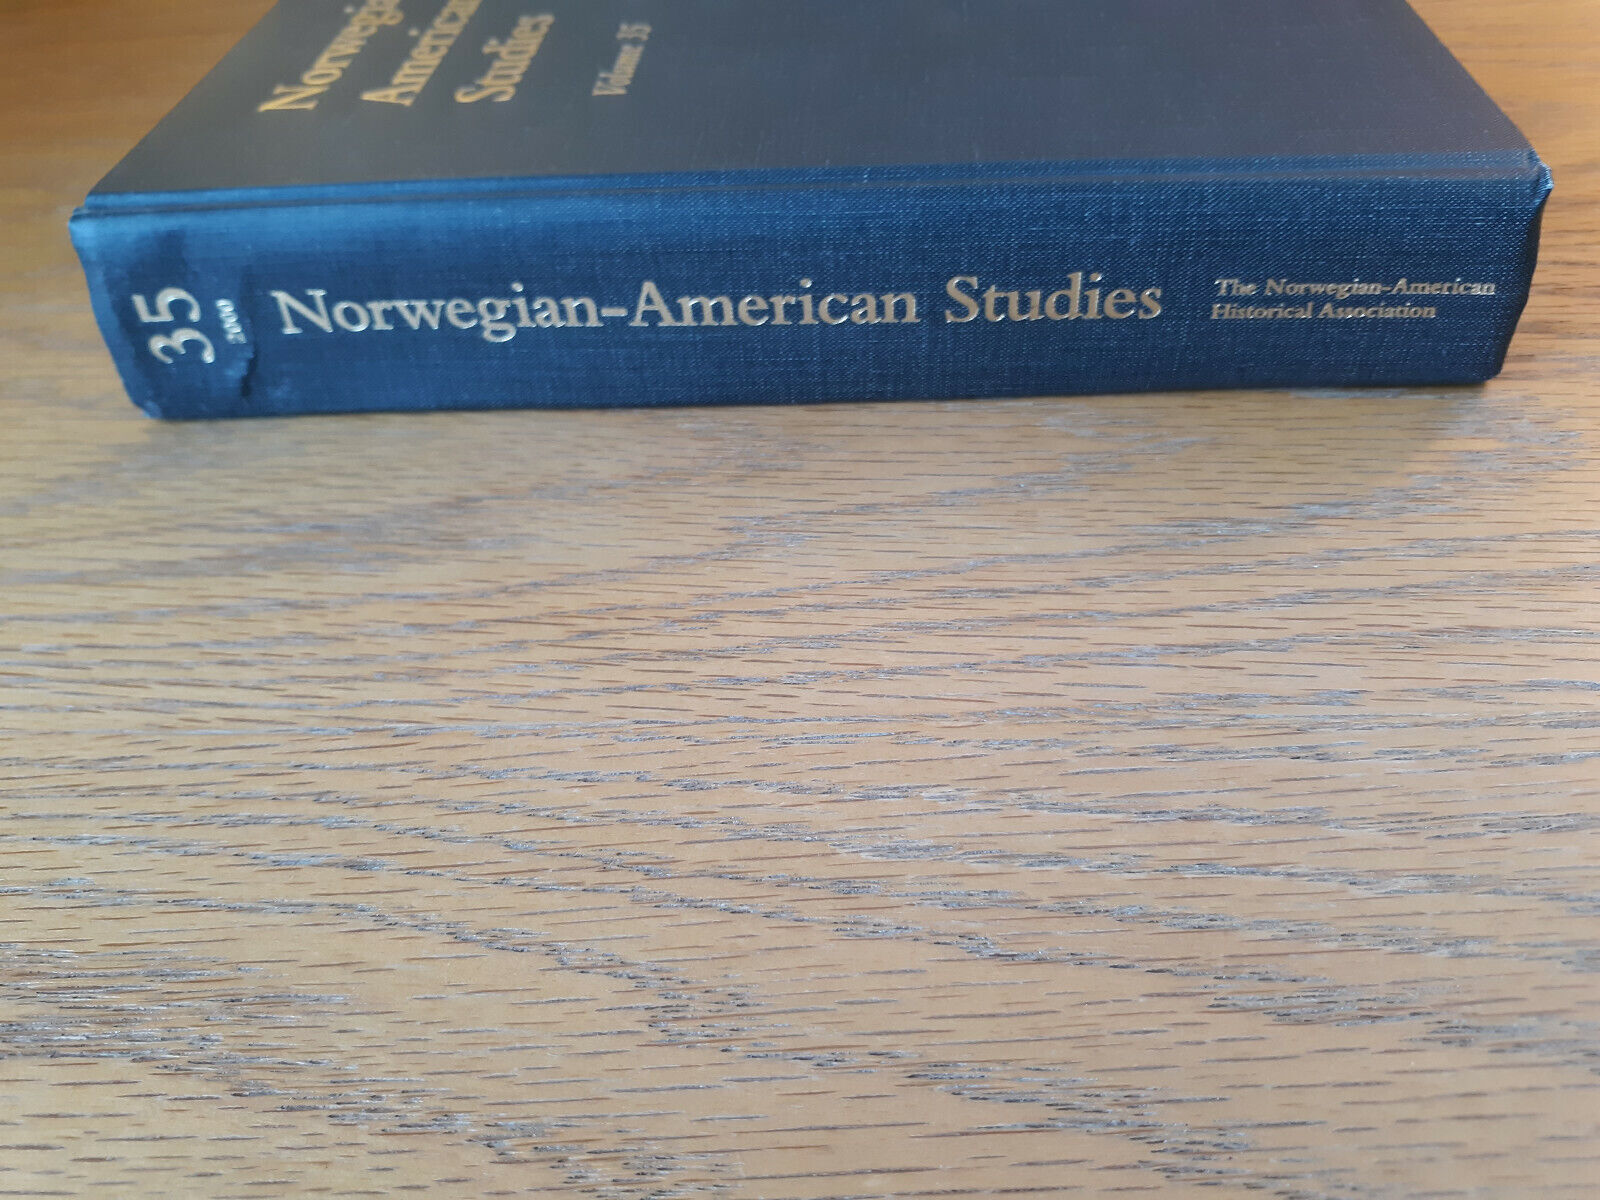 Norwegian
American
Studies
Volume 35
35
2000
Norwegian-American Studies
The Norwegian-American
Historical Association